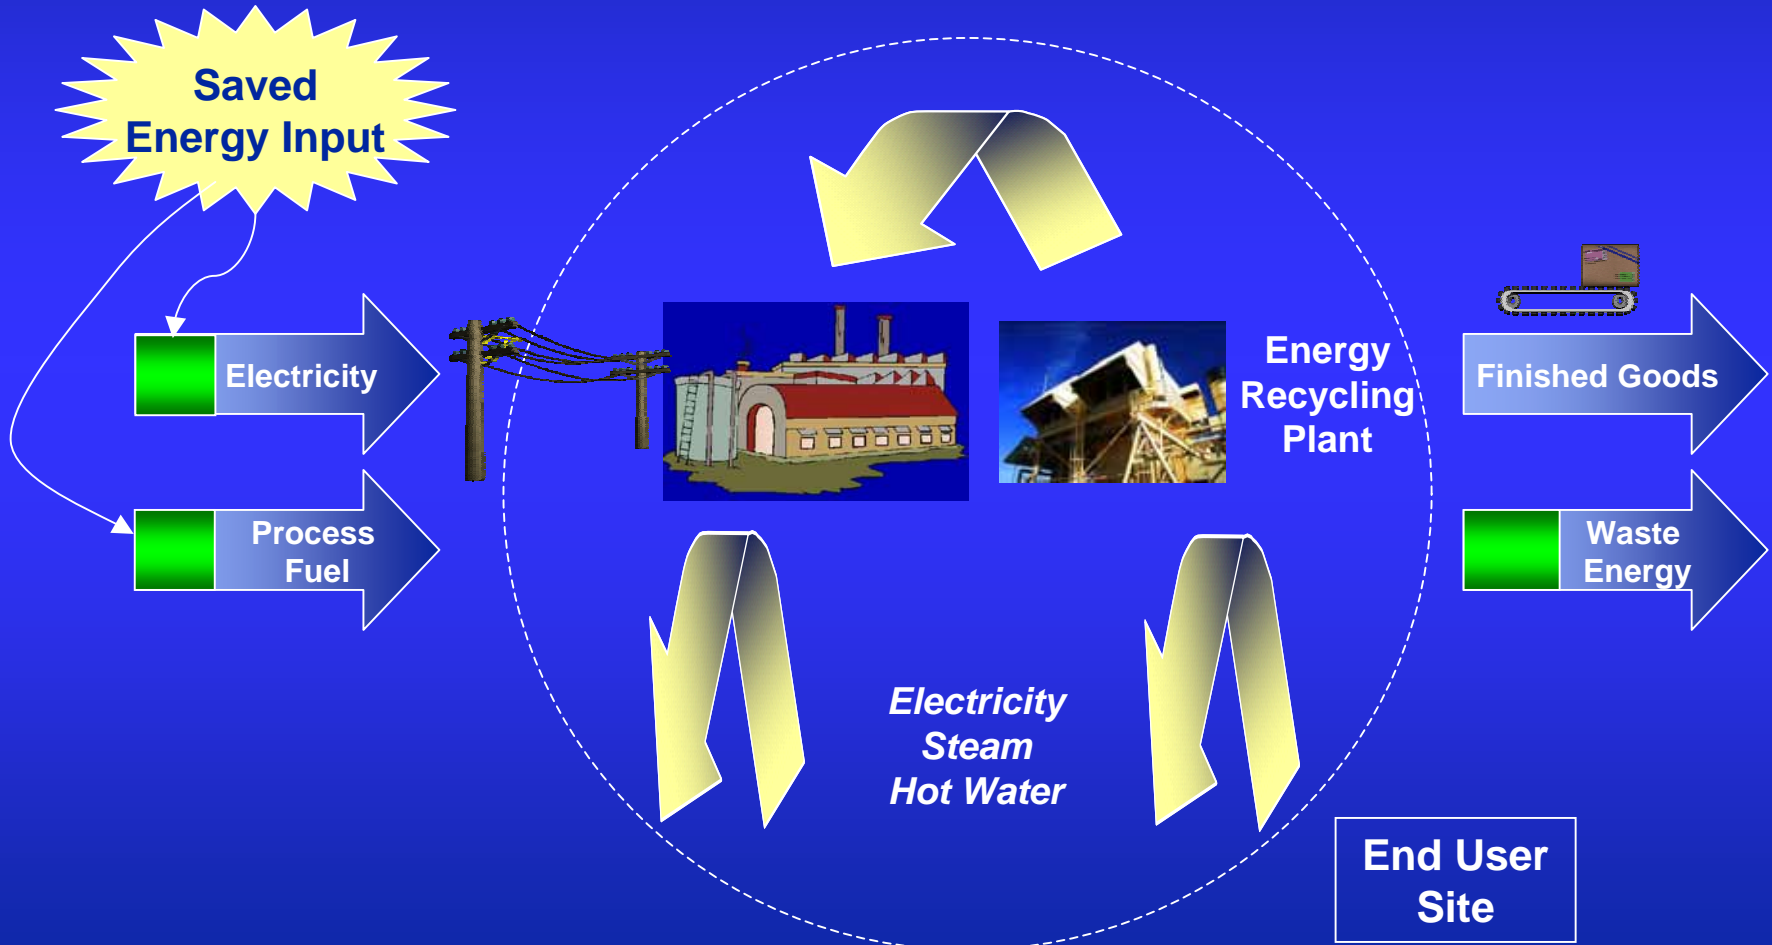 Saved
Energy Input
Electricity
Process
Fuel
Energy
Recycling
Plant
Finished Goods
Waste
Energy
Electricity
Steam
Hot Water
End User
Site